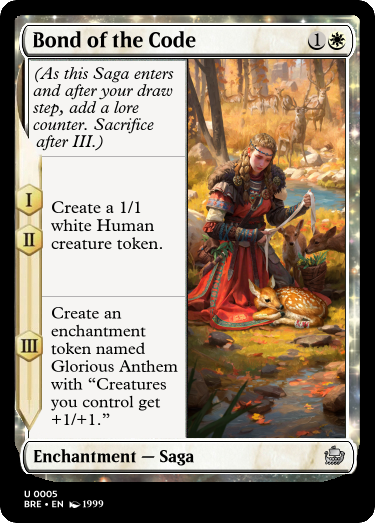 Bond of the Code 1
(As this Saga enters
and after your draw
step, add a lore
counter. Sacrifice
after III.)
I
II
Create a 1/1
white Human
creature token.
III
Create an
enchantment
token named
Glorious Anthem
with “Creatures
you control get
+1/+1.”
Enchantment — Saga
U 0005
BRE • EN 1999